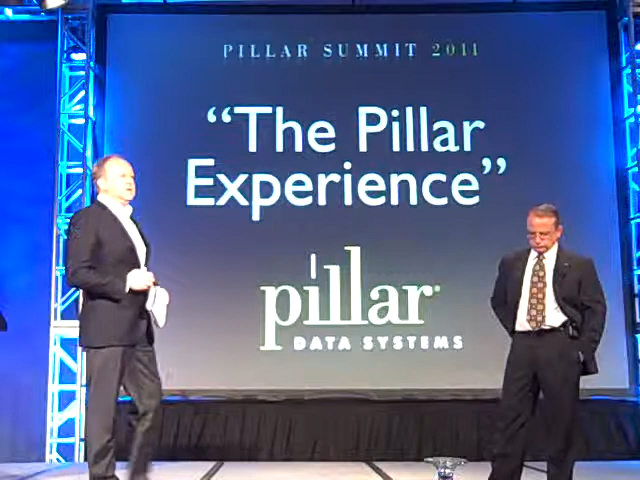 PILLAR SUMMIT 2011
“The Pillar
Experience”
pillar®
DATA SYSTEMS